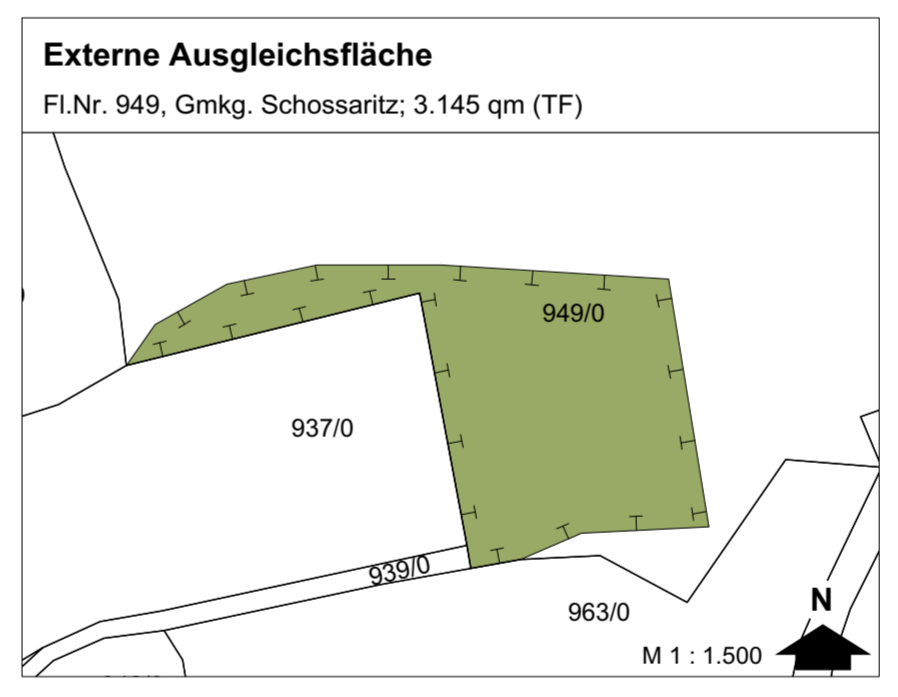 Externe Ausgleichsfläche
Fl.Nr. 949, Gmkg. Schossaritz; 3.145 qm (TF)
949/0
937/0
939/0
963/0
N
M 1 : 1.500